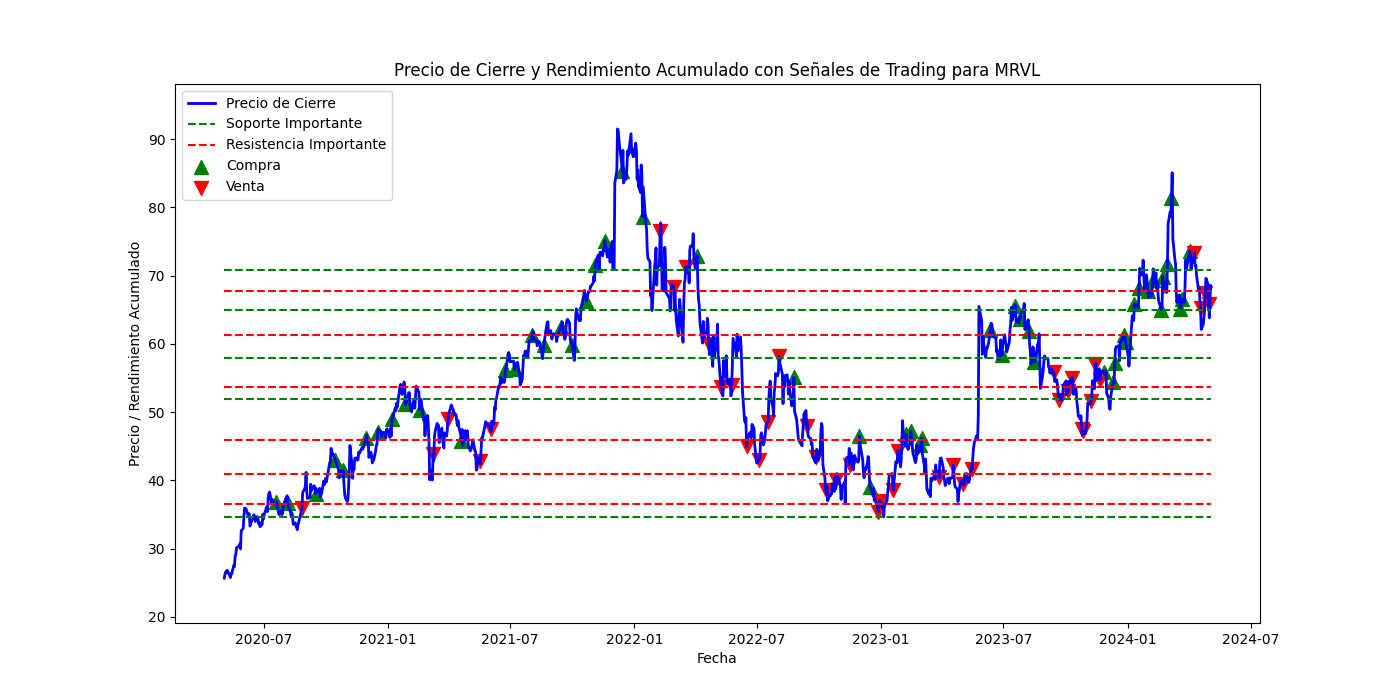 Precio de Cierre y Rendimiento Acumulado con Señales de Trading para MRVL
Precio de Cierre
Soporte Importante
Resistencia Importante
Compra
Venta
Precio / Rendimiento Acumulado
90
80
70
60
50
40
30
20
2020-07
2021-01
2021-07
2022-01
2022-07
2023-01
2023-07
2024-01
2024-07
Fecha